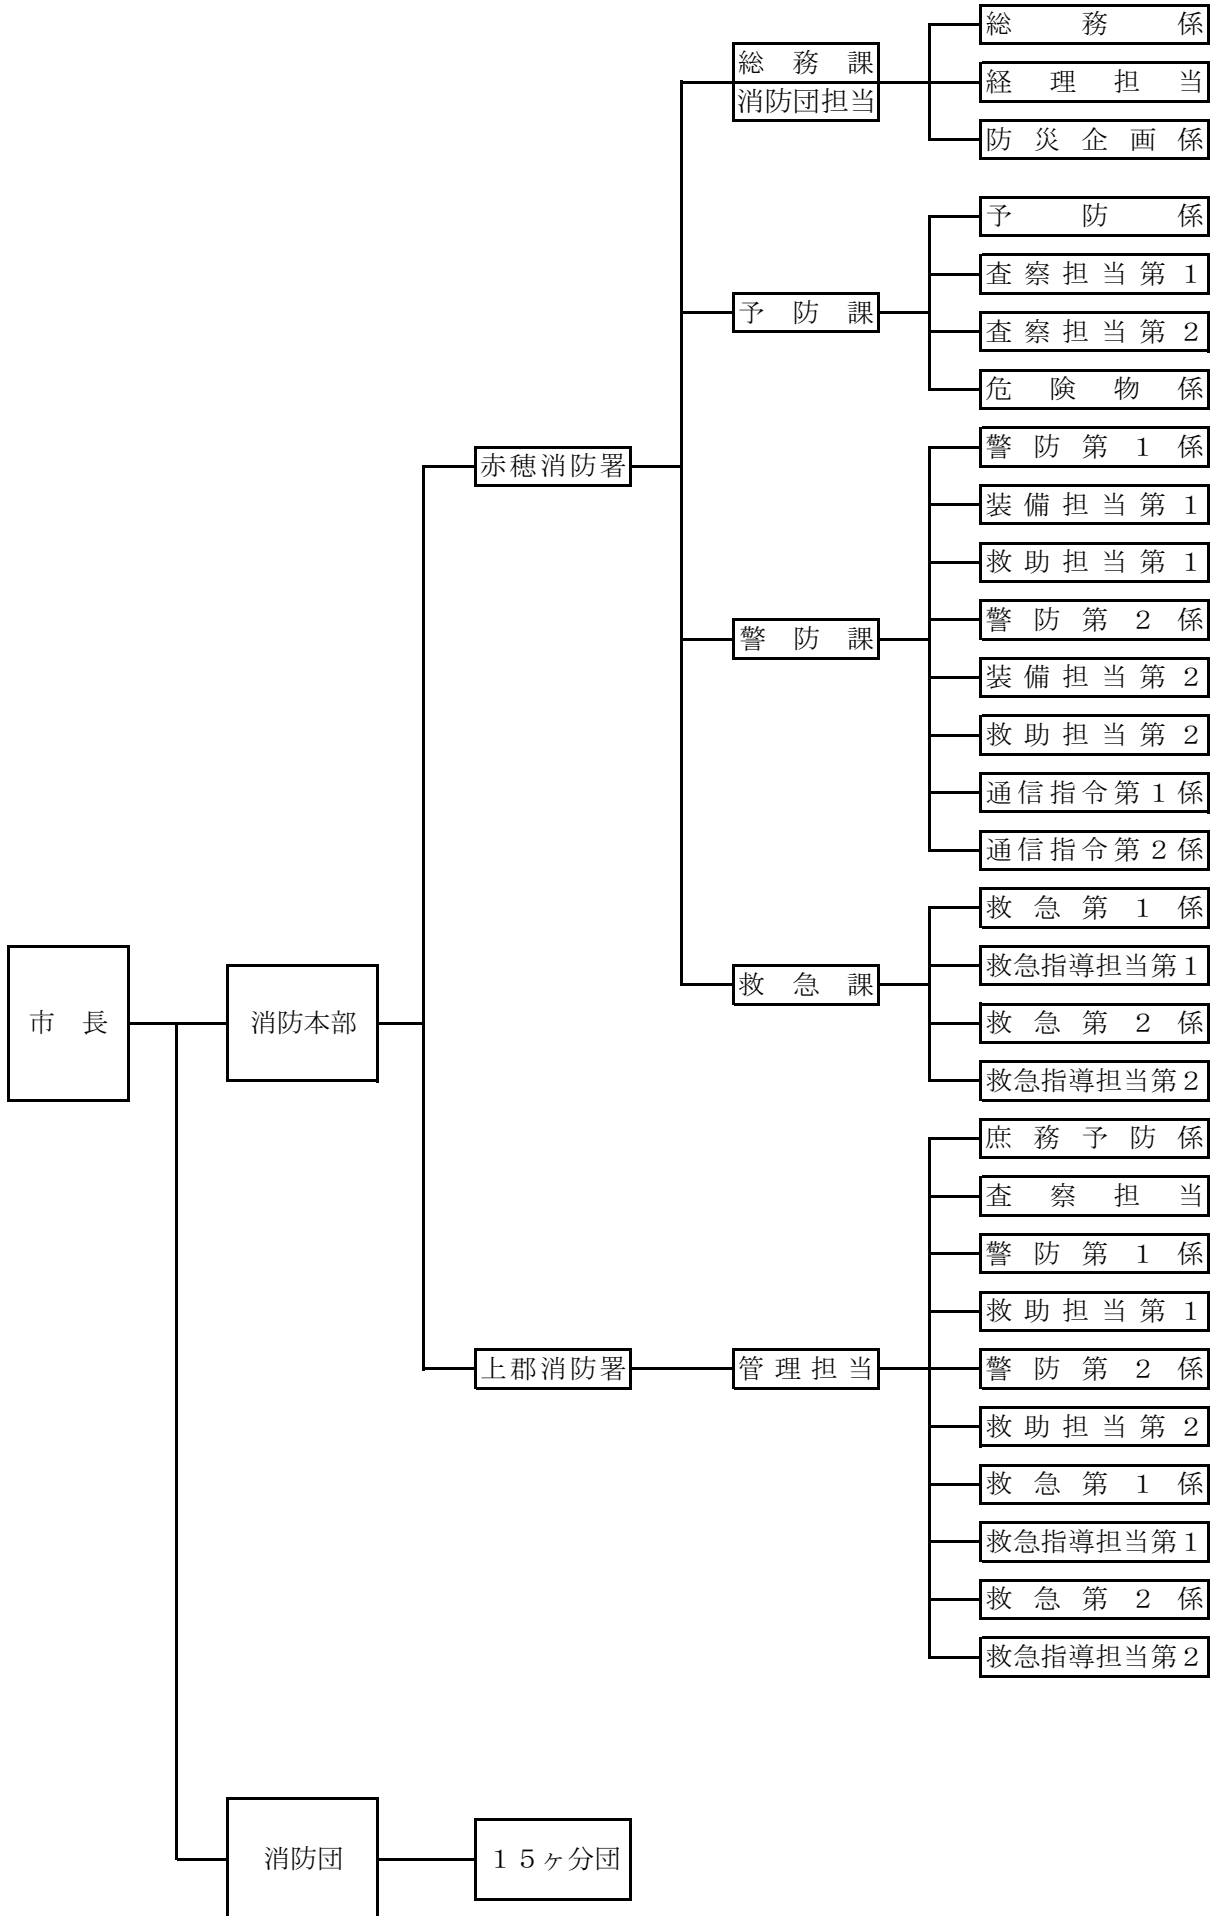 総務係
総務課
消防団担当
経理担当
防災企画係
予防係
査察担当第1
予防課
査察担当第2
危険物係
警防第1係
赤穂消防署
装備担当第1
救助担当第1
警防第2係
警防課
装備担当第2
救助担当第2
通信指令第1係
通信指令第2係
救急第1係
救急指導担当第1
救急課
市長
消防本部
救急第2係
救急指導担当第2
庶務予防係
査察担当
警防第1係
救助担当第1
上郡消防署
管理担当
警防第2係
救助担当第2
救急第1係
救急指導担当第1
救急第2係
救急指導担当第2
消防団
15ヶ分団